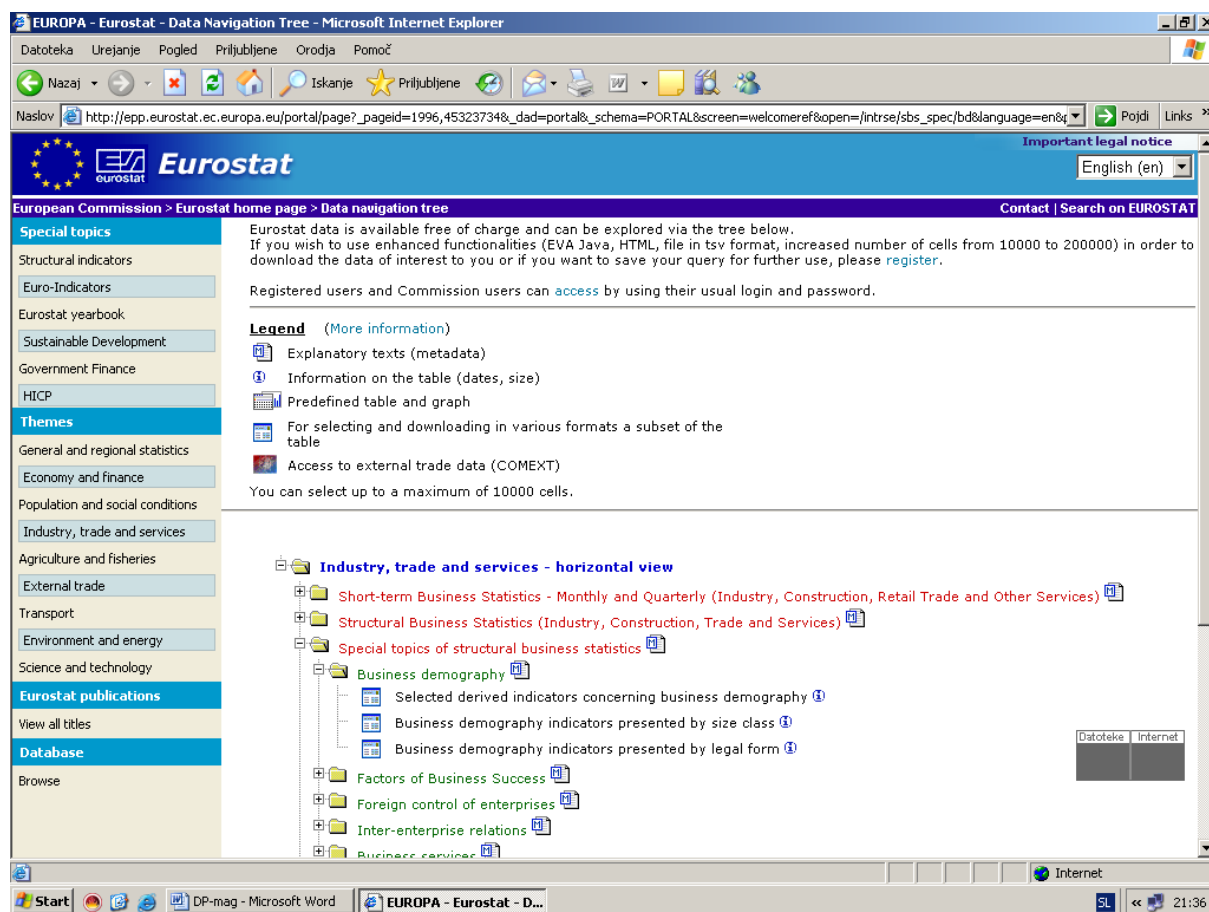 EUROPA - Eurostat - Data Navigation Tree - Microsoft Internet Explorer
Datoteka Urejanje Pogled Priljubljene Orodja Pomoč
Nazaj Iskanje Priljubljene
Naslov http://epp.eurostat.ec.europa.eu/portal/page?_pageid=1996,45323734&_dad=portal&_schema=PORTAL&screen=welcomeref&open=/intrse/sbs_spec/bd&language=en& Pojdi Links
Important legal notice
eurostat Eurostat
English (en)
European Commission > Eurostat home page > Data navigation tree Contact | Search on EUROSTAT
Special topics
Structural indicators
Euro-Indicators
Eurostat yearbook
Sustainable Development
Government Finance
HICP
Themes
General and regional statistics
Economy and finance
Population and social conditions
Industry, trade and services
Agriculture and fisheries
External trade
Transport
Environment and energy
Science and technology
Eurostat publications
View all titles
Database
Browse
Eurostat data is available free of charge and can be explored via the tree below.
If you wish to use enhanced functionalities (EVA Java, HTML, file in tsv format, increased number of cells from 10000 to 200000) in order to
download the data of interest to you or if you want to save your query for further use, please register.
Registered users and Commission users can access by using their usual login and password.
Legend (More information)
Explanatory texts (metadata)
Information on the table (dates, size)
Predefined table and graph
For selecting and downloading in various formats a subset of the
table
Access to external trade data (COMEXT)
You can select up to a maximum of 10000 cells.
Industry, trade and services - horizontal view
Short-term Business Statistics - Monthly and Quarterly (Industry, Construction, Retail Trade and Other Services)
Structural Business Statistics (Industry, Construction, Trade and Services)
Special topics of structural business statistics
Business demography
Selected derived indicators concerning business demography
Business demography indicators presented by size class
Business demography indicators presented by legal form
Factors of Business Success
Foreign control of enterprises
Inter-enterprise relations
Business services
Datoteke Internet
Internet
Start DP-mag - Microsoft Word EUROPA - Eurostat - D... SL 21:36